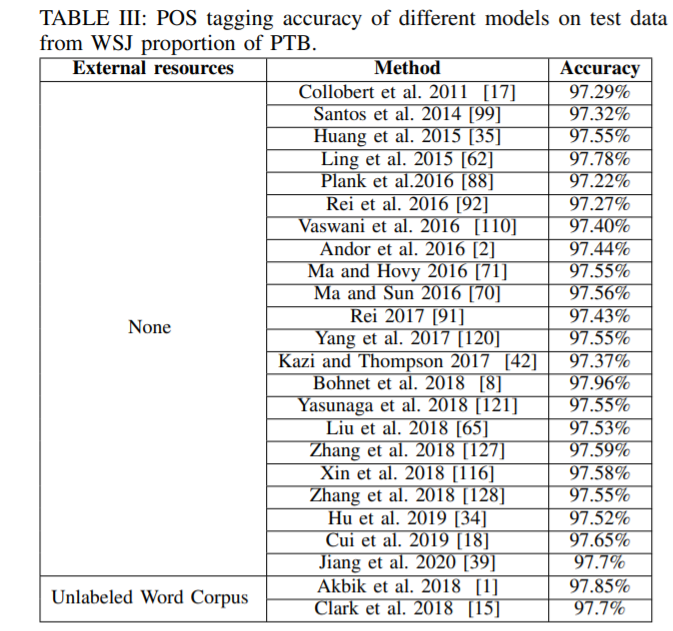 TABLE III: POS tagging accuracy of different models on test data
from WSJ proportion of PTB.
External resources Method Accuracy
None
Collobert et al. 2011 [17] 97.29%
Santos et al. 2014 [99] 97.32%
Huang et al. 2015 [35] 97.55%
Ling et al. 2015 [62] 97.78%
Plank et al.2016 [88] 97.22%
Rei et al. 2016 [92] 97.27%
Vaswani et al. 2016 [110] 97.40%
Andor et al. 2016 [2] 97.44%
Ma and Hovy 2016 [71] 97.55%
Ma and Sun 2016 [70] 97.56%
Rei 2017 [91] 97.43%
Yang et al. 2017 [120] 97.55%
Kazi and Thompson 2017 [42] 97.37%
Bohnet et al. 2018 [8] 97.96%
Yasunaga et al. 2018 [121] 97.55%
Liu et al. 2018 [65] 97.53%
Zhang et al. 2018 [127] 97.59%
Xin et al. 2018 [116] 97.58%
Zhang et al. 2018 [128] 97.55%
Hu et al. 2019 [34] 97.52%
Cui et al. 2019 [18] 97.65%
Jiang et al. 2020 [39] 97.7%
Unlabeled Word Corpus
Akbik et al. 2018 [1] 97.85%
Clark et al. 2018 [15] 97.7%